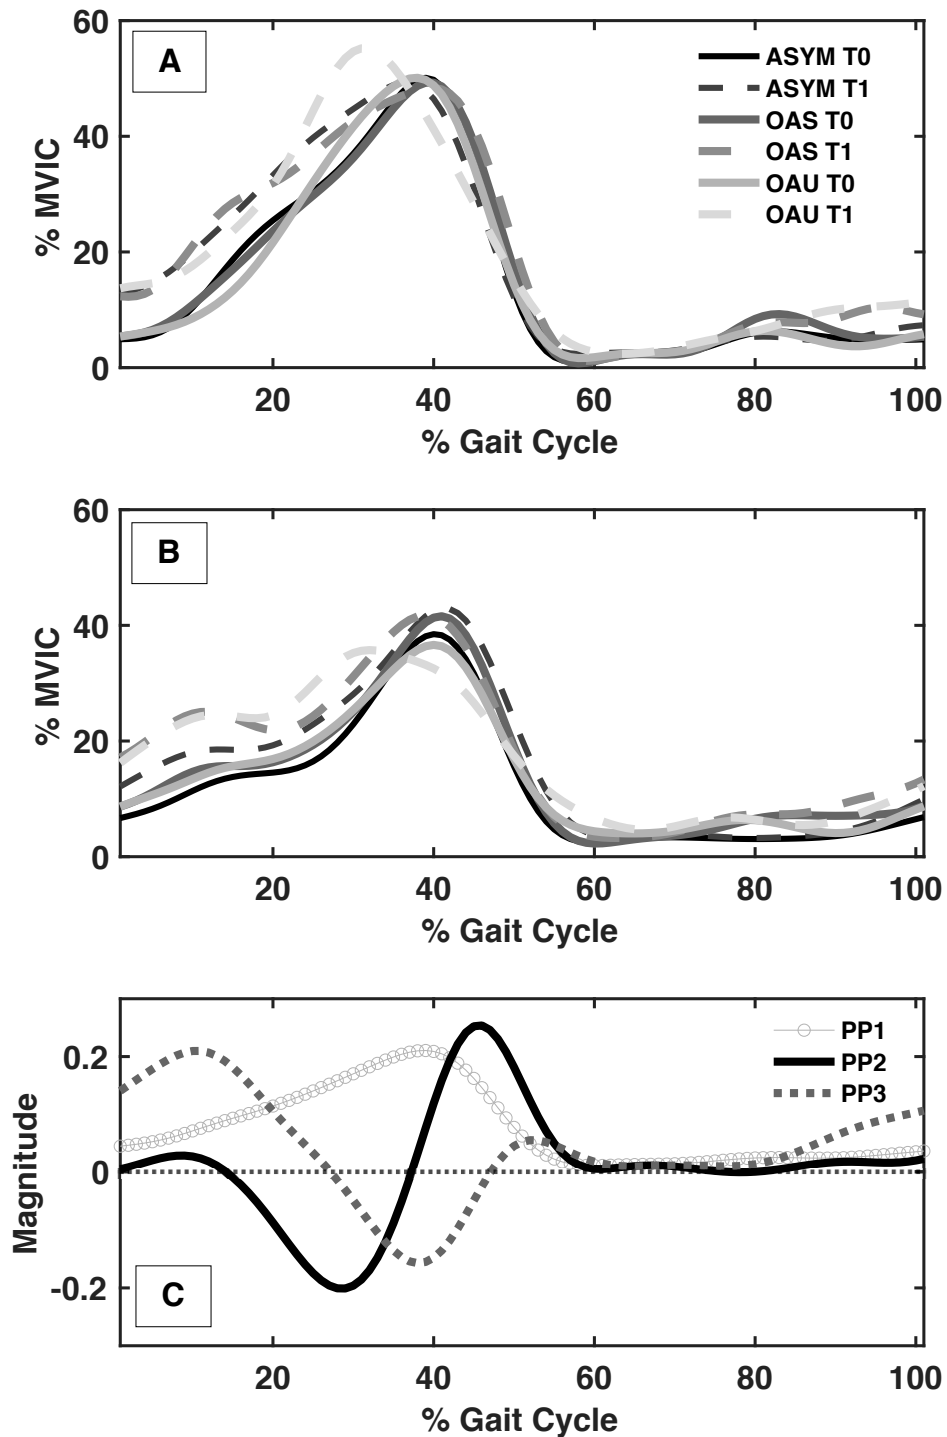 60
A
ASYM T0
ASYM T1
OAS T0
OAS T1
OAU T0
OAU T1
40
20
0
% MVIC
20 40 60 80 100
% Gait Cycle
60
B
40
20
0
% MVIC
20 40 60 80 100
% Gait Cycle
PP1
PP2
PP3
0.2
0
-0.2
Magnitude
C
20 40 60 80 100
% Gait Cycle